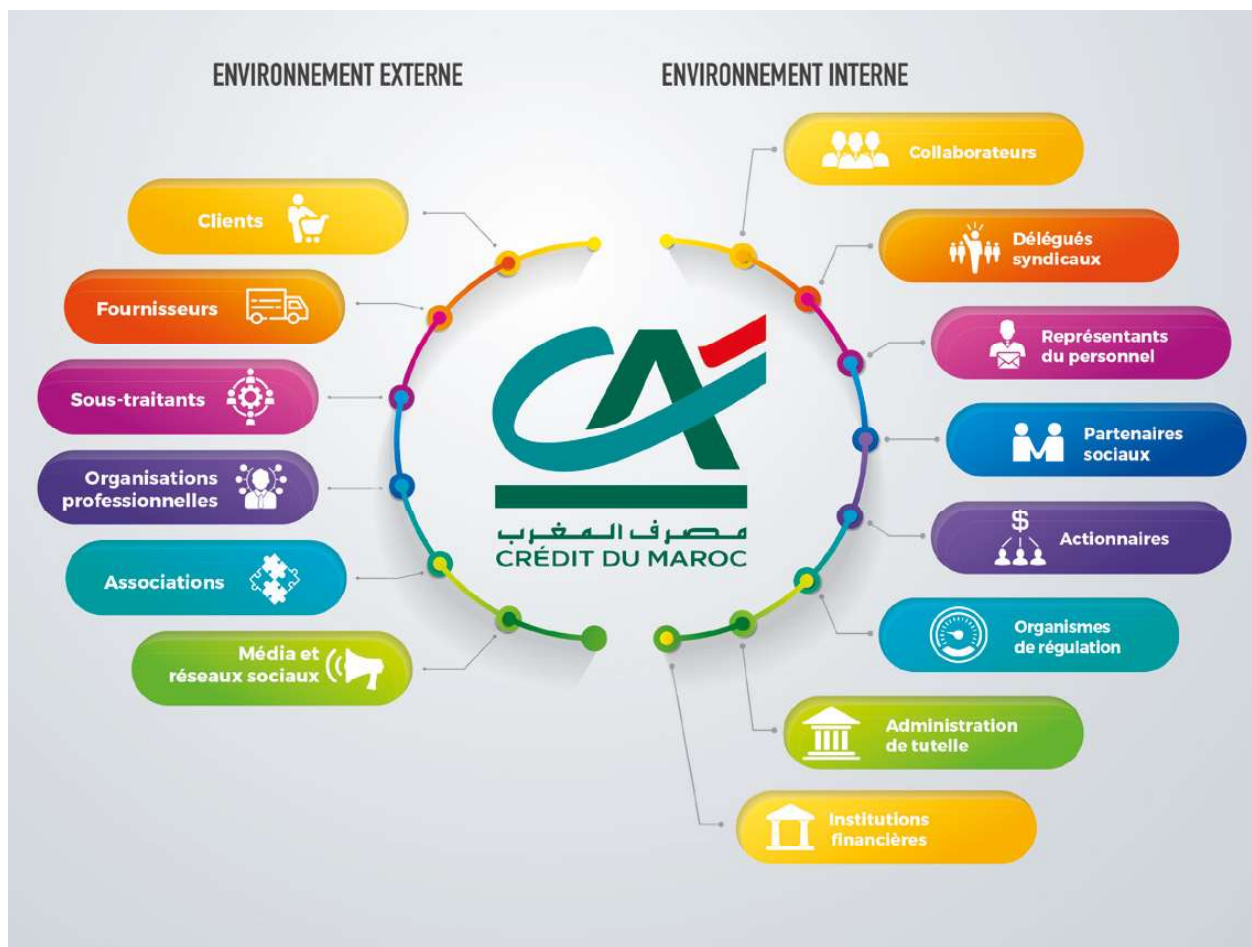 ENVIRONNEMENT EXTERNE
Clients
Fournisseurs
Sous-traitants
Organisations
professionnelles
Associations
Média et
réseaux sociaux
مصرف المغرب
CRÉDIT DU MAROC
ENVIRONNEMENT INTERNE
Collaborateurs
Délégués
syndicaux
Représentants
du personnel
Partenaires
sociaux
$
Actionnaires
Organismes
de régulation
Administration
de tutelle
Institutions
financières